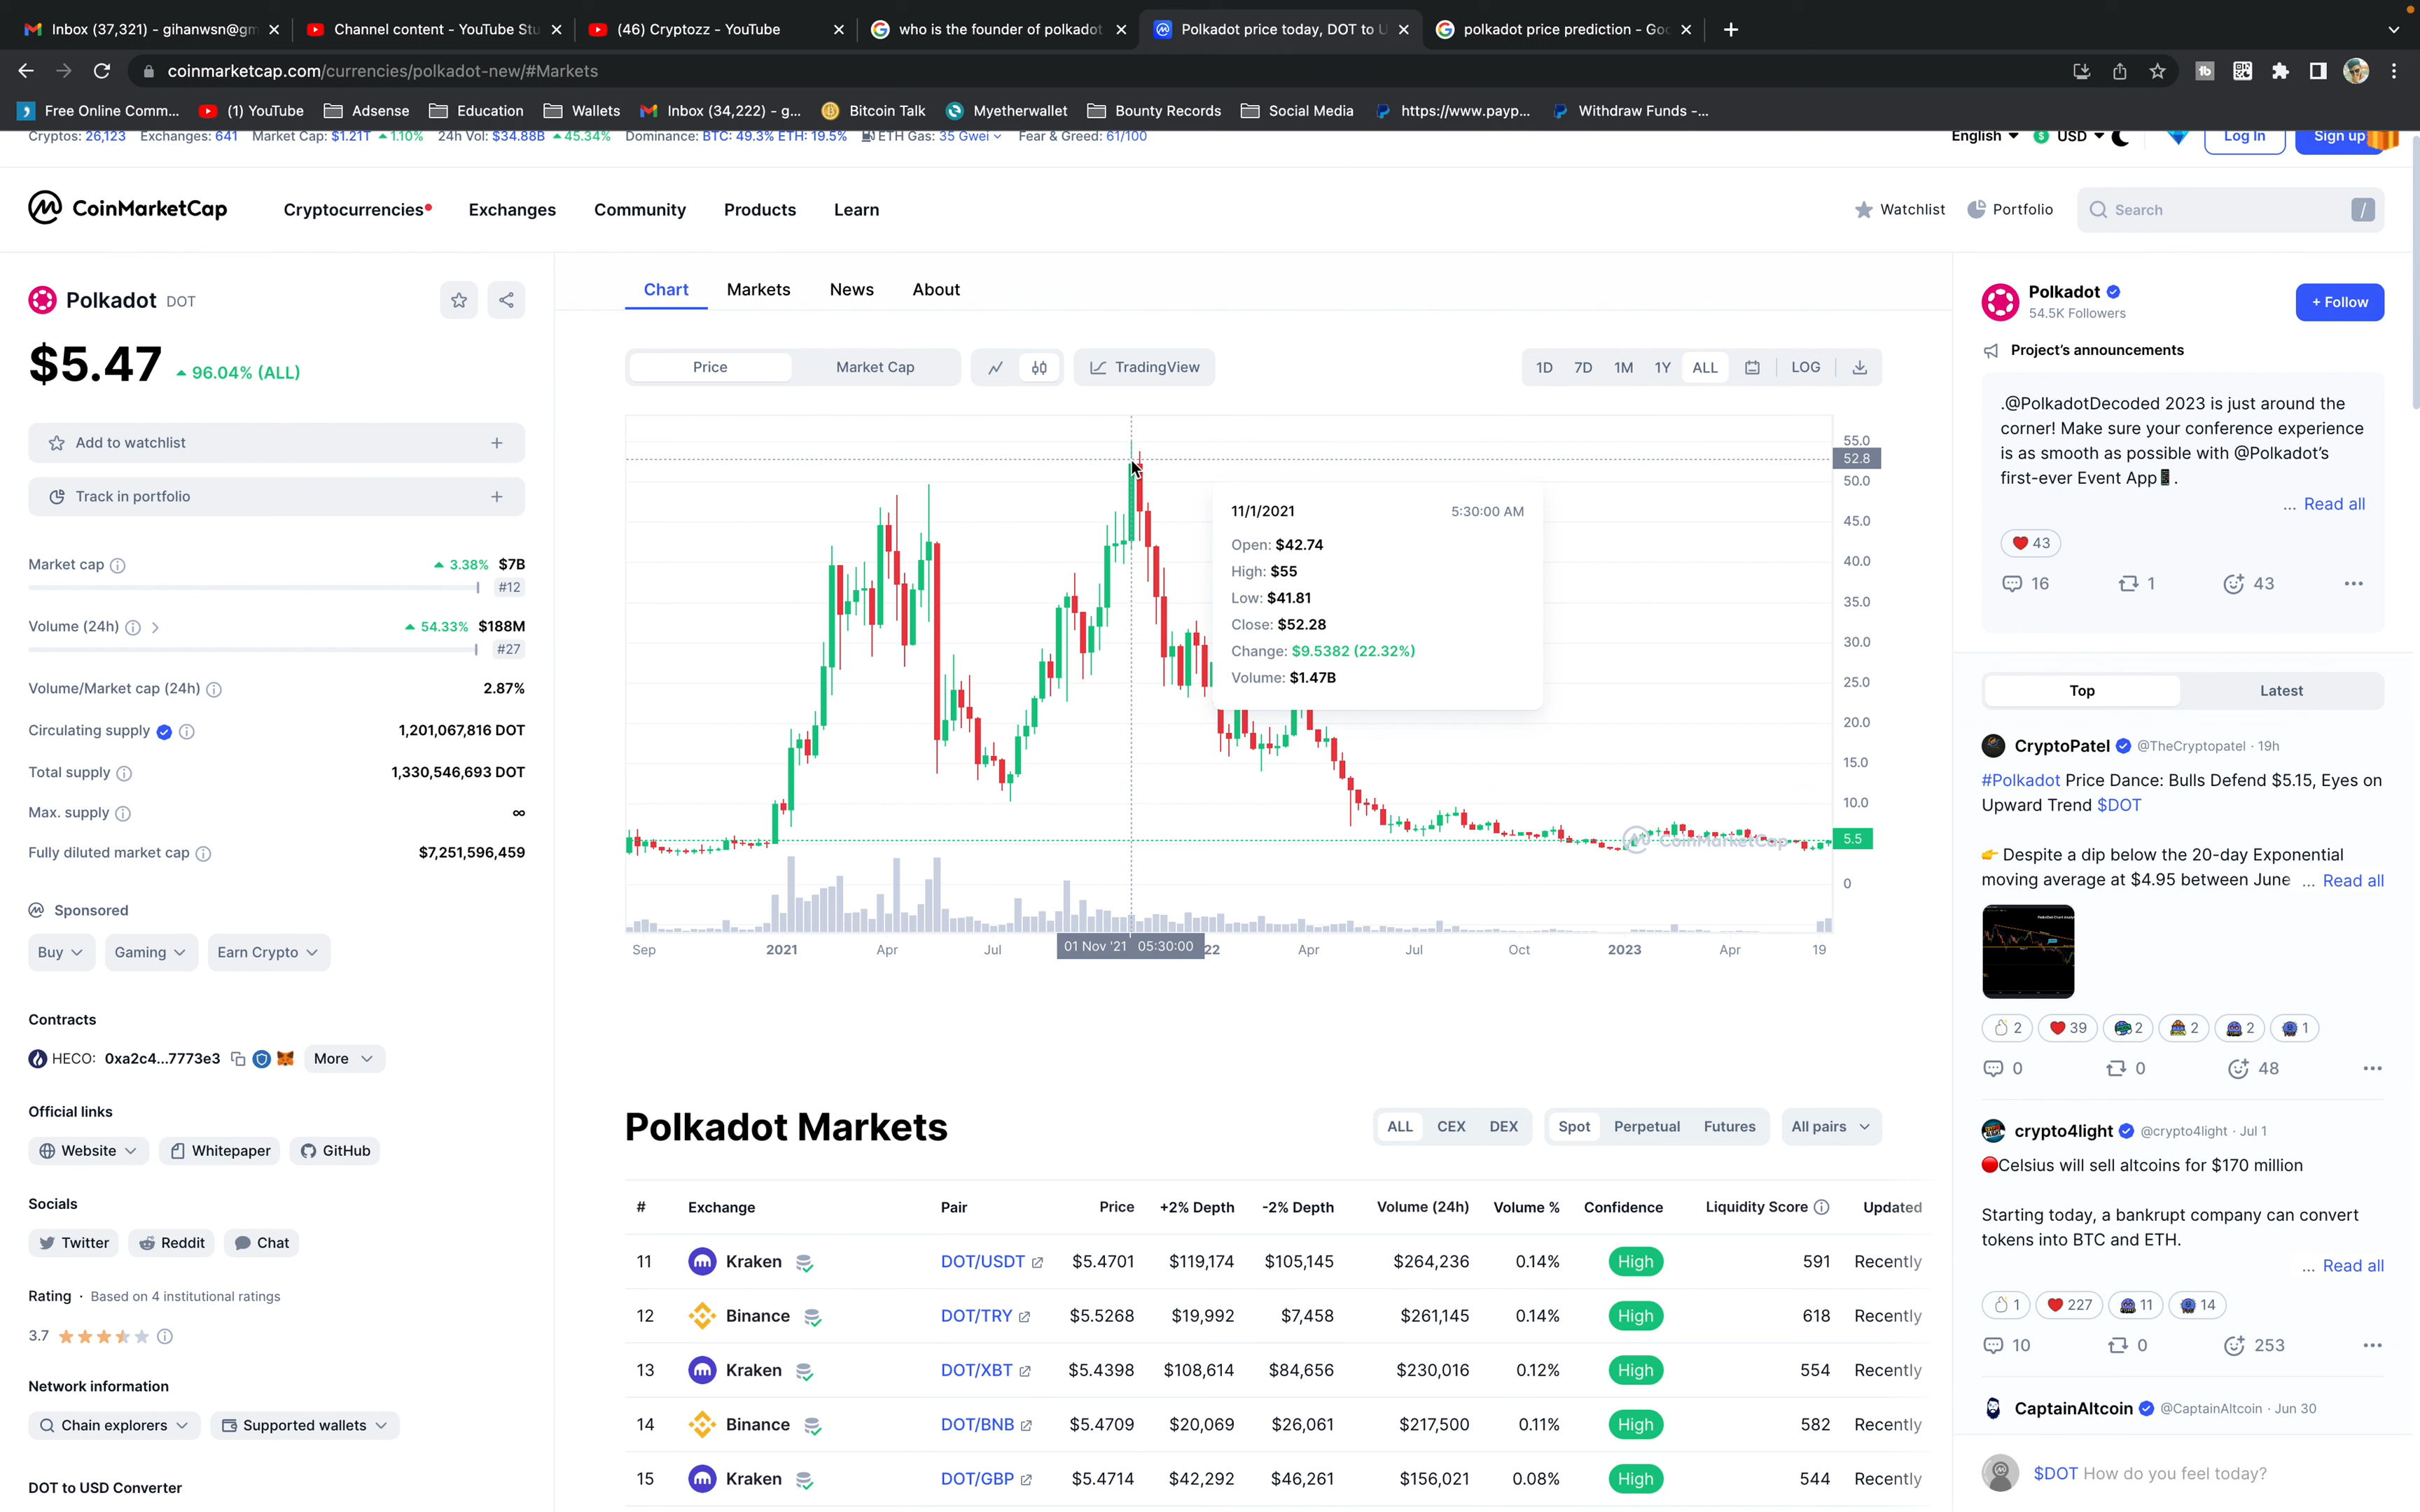 Inbox (37,321) - gihanwsn@gm
Channel content - YouTube Stu
(46) Cryptozz - YouTube
who is the founder of polkadot
Polkadot price today, DOT to U
polkadot price prediction - Goo
coinmarketcap.com/currencies/polkadot-new/#Markets
Free Online Comm...
(1) YouTube
Adsense
Education
Wallets
Inbox (34,222) - g...
Bitcoin Talk
Myetherwallet
Bounty Records
Social Media
https://www.payp...
Withdraw Funds -...
Cryptos: 26,123 Exchanges: 641 Market Cap: $1.21T 1.10% 24h Vol: $34.88B 45.34% Dominance: BTC: 49.3% ETH: 19.5% ETH Gas: 35 Gwei Fear & Greed: 61/100
English USD Log In Sign up
CoinMarketCap
Cryptocurrencies Exchanges Community Products Learn
Watchlist Portfolio Search /
Polkadot DOT
$5.47 96.04% (ALL)
Add to watchlist +
Track in portfolio +
Market cap 3.38% $7B
#12
Volume (24h) 54.33% $188M
#27
Volume/Market cap (24h) 2.87%
Circulating supply 1,201,067,816 DOT
Total supply 1,330,546,693 DOT
Max. supply ∞
Fully diluted market cap $7,251,596,459
Sponsored
Buy Gaming Earn Crypto
Contracts
HECO: 0xa2c4...7773e3 More
Official links
Website Whitepaper GitHub
Socials
Twitter Reddit Chat
Rating · Based on 4 institutional ratings
3.7
Network information
Chain explorers Supported wallets
DOT to USD Converter
Chart Markets News About
Price Market Cap TradingView
1D 7D 1M 1Y ALL LOG
55.0
52.8
50.0
45.0
40.0
35.0
30.0
25.0
20.0
15.0
10.0
5.5
0
11/1/2021 5:30:00 AM
Open: $42.74
High: $55
Low: $41.81
Close: $52.28
Change: $9.5382 (22.32%)
Volume: $1.47B
CoinMarketCap
Sep 2021 Apr Jul 01 Nov '21 05:30:00 22 Apr Jul Oct 2023 Apr 19
Polkadot Markets
ALL CEX DEX Spot Perpetual Futures All pairs
# Exchange Pair Price +2% Depth -2% Depth Volume (24h) Volume % Confidence Liquidity Score Updated
11 Kraken DOT/USDT $5.4701 $119,174 $105,145 $264,236 0.14% High 591 Recently
12 Binance DOT/TRY $5.5268 $19,992 $7,458 $261,145 0.14% High 618 Recently
13 Kraken DOT/XBT $5.4398 $108,614 $84,656 $230,016 0.12% High 554 Recently
14 Binance DOT/BNB $5.4709 $20,069 $26,061 $217,500 0.11% High 582 Recently
15 Kraken DOT/GBP $5.4714 $42,292 $46,261 $156,021 0.08% High 544 Recently
Polkadot
54.5K Followers
+ Follow
Project's announcements
.@PolkadotDecoded 2023 is just around the
corner! Make sure your conference experience
is as smooth as possible with @Polkadot's
first-ever Event App📱.
... Read all
43
16 1 43
Top Latest
CryptoPatel @TheCryptopatel · 19h
#Polkadot Price Dance: Bulls Defend $5.15, Eyes on
Upward Trend $DOT
👉 Despite a dip below the 20-day Exponential
moving average at $4.95 between June ... Read all
2 39 2 2 2 1
0 0 48
crypto4light @crypto4light · Jul 1
🔴Celsius will sell altcoins for $170 million
Starting today, a bankrupt company can convert
tokens into BTC and ETH.
... Read all
1 227 11 14
10 0 253
CaptainAltcoin @CaptainAltcoin · Jun 30
$DOT How do you feel today?